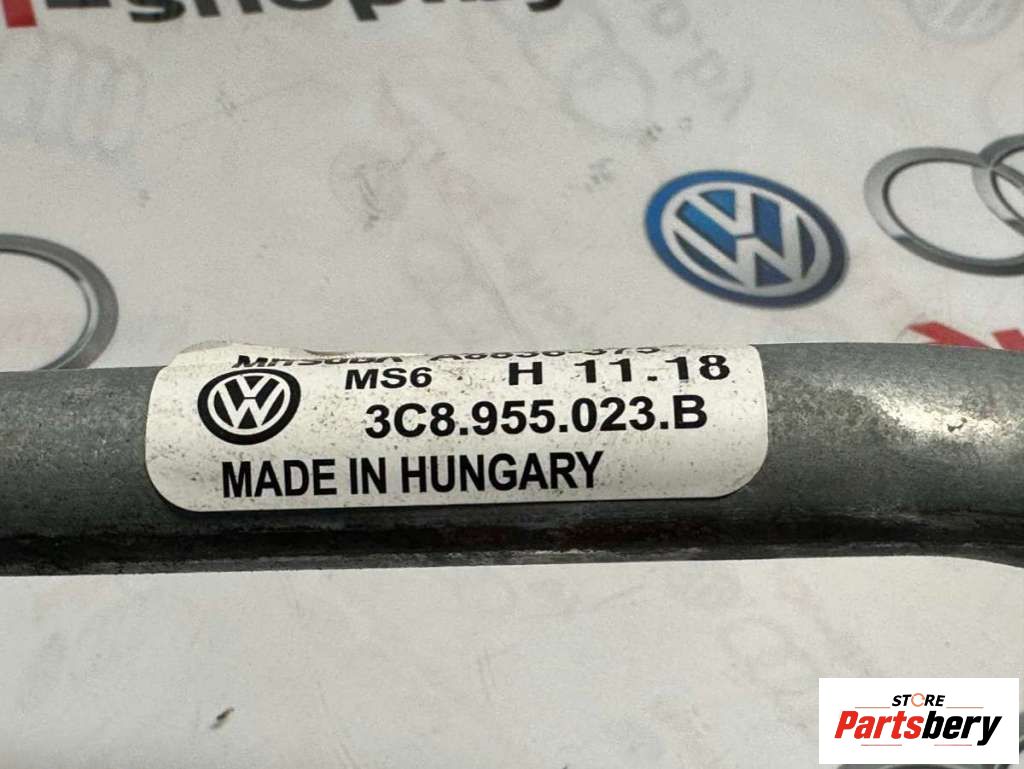 MS6 H 11.18
3C8.955.023.B
MADE IN HUNGARY
STORE
Partsbery